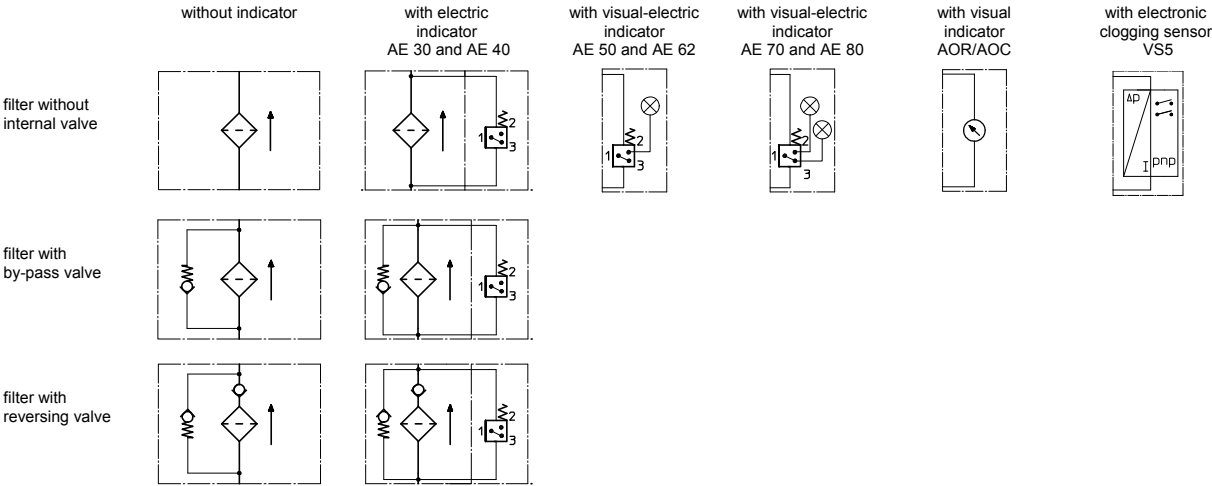 without indicator
with electric
indicator
AE 30 and AE 40
with visual-electric
indicator
AE 50 and AE 62
with visual-electric
indicator
AE 70 and AE 80
with visual
indicator
AOR/AOC
with electronic
clogging sensor
VS5
filter without
internal valve
1 2 3
1 2 3
1 2 3
Δp
I pnp
filter with
by-pass valve
1 2 3
filter with
reversing valve
1 2 3